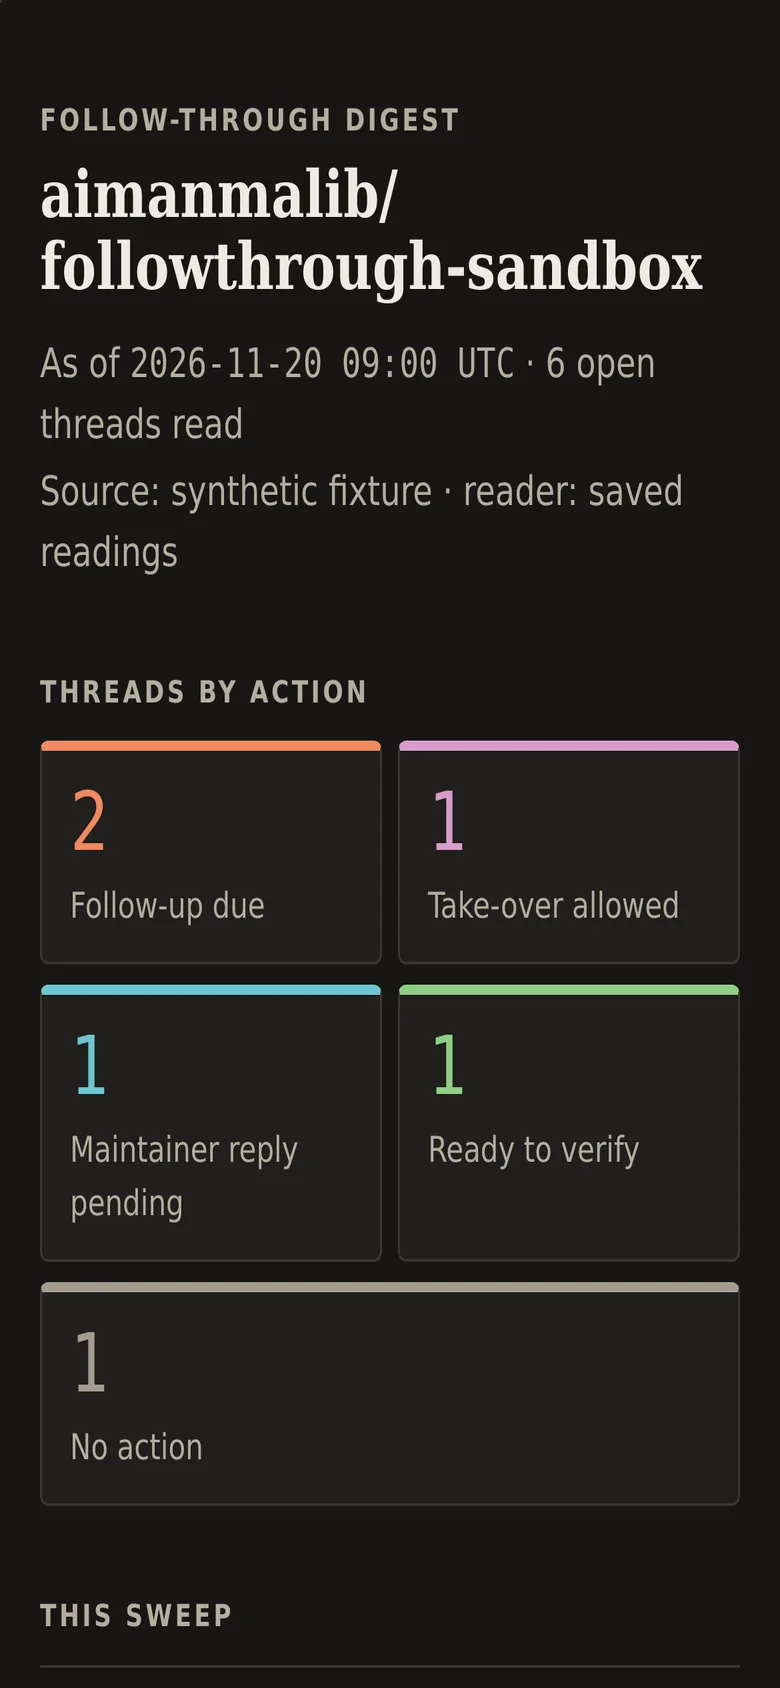 FOLLOW-THROUGH DIGEST
aimanmalib/
followthrough-sandbox
As of 2026-11-20 09:00 UTC · 6 open
threads read
Source: synthetic fixture · reader: saved
readings
THREADS BY ACTION
2
Follow-up due
1
Take-over allowed
1
Maintainer reply
pending
1
Ready to verify
1
No action
THIS SWEEP